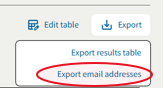 Edit table Export
Export results table
Export email addresses